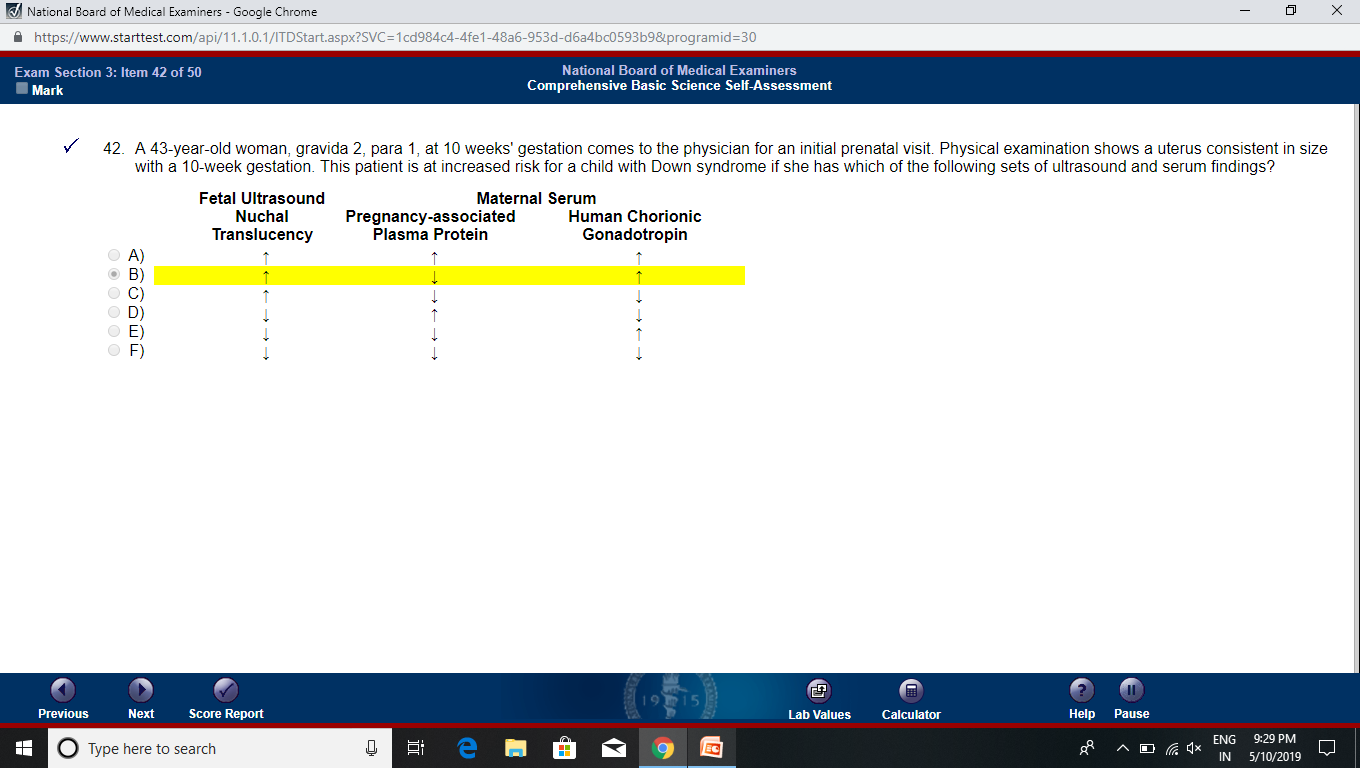 National Board of Medical Examiners - Google Chrome
https://www.starttest.com/api/11.1.0.1/ITDStart.aspx?SVC=1cd984c4-4fe1-48a6-953d-d6a4bc0593b9&programid=30
Exam Section 3: Item 42 of 50
National Board of Medical Examiners
Comprehensive Basic Science Self-Assessment
Mark
42. A 43-year-old woman, gravida 2, para 1, at 10 weeks' gestation comes to the physician for an initial prenatal visit. Physical examination shows a uterus consistent in size
with a 10-week gestation. This patient is at increased risk for a child with Down syndrome if she has which of the following sets of ultrasound and serum findings?
Fetal Ultrasound Maternal Serum
Nuchal Pregnancy-associated Human Chorionic
Translucency Plasma Protein Gonadotropin
A) ↑ ↑ ↑
B) ↑ ↓ ↑
C) ↑ ↓ ↓
D) ↓ ↑ ↓
E) ↓ ↓ ↑
F) ↓ ↓ ↓
1915
Previous Next Score Report Lab Values Calculator Help Pause
Type here to search
ENG 9:29 PM
IN 5/10/2019